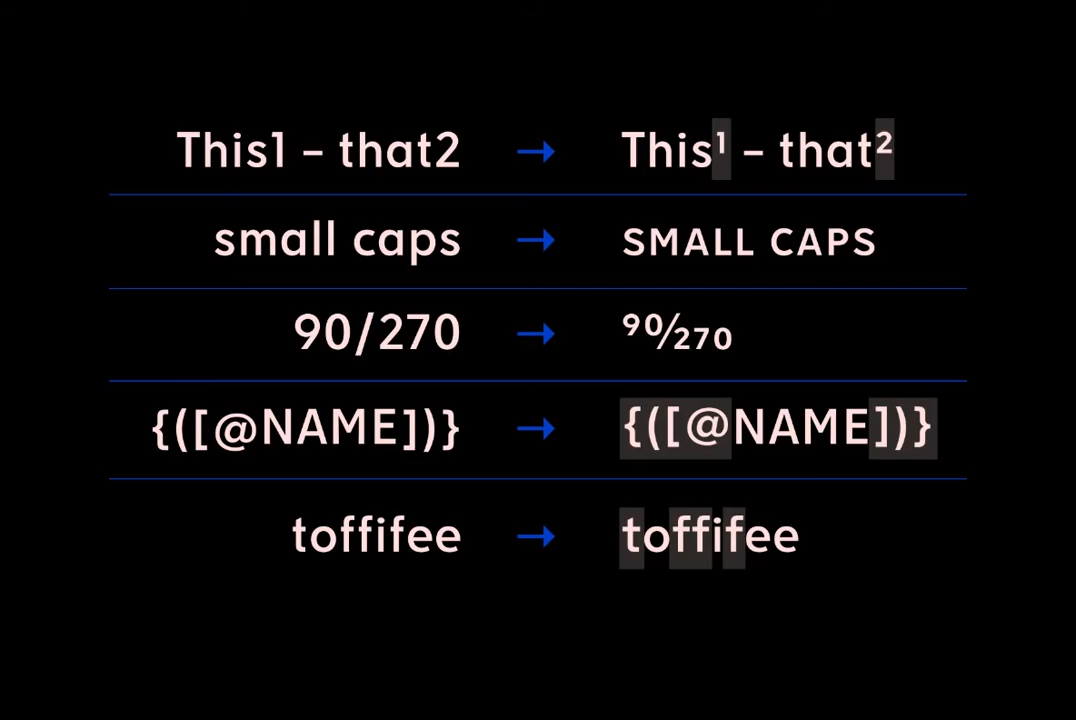 This1 – that2 → This¹ – that²
small caps → SMALL CAPS
90/270 → ⁹⁰⁄₂₇₀
{([@NAME])} → {([@NAME])}
toffifee → toffifee